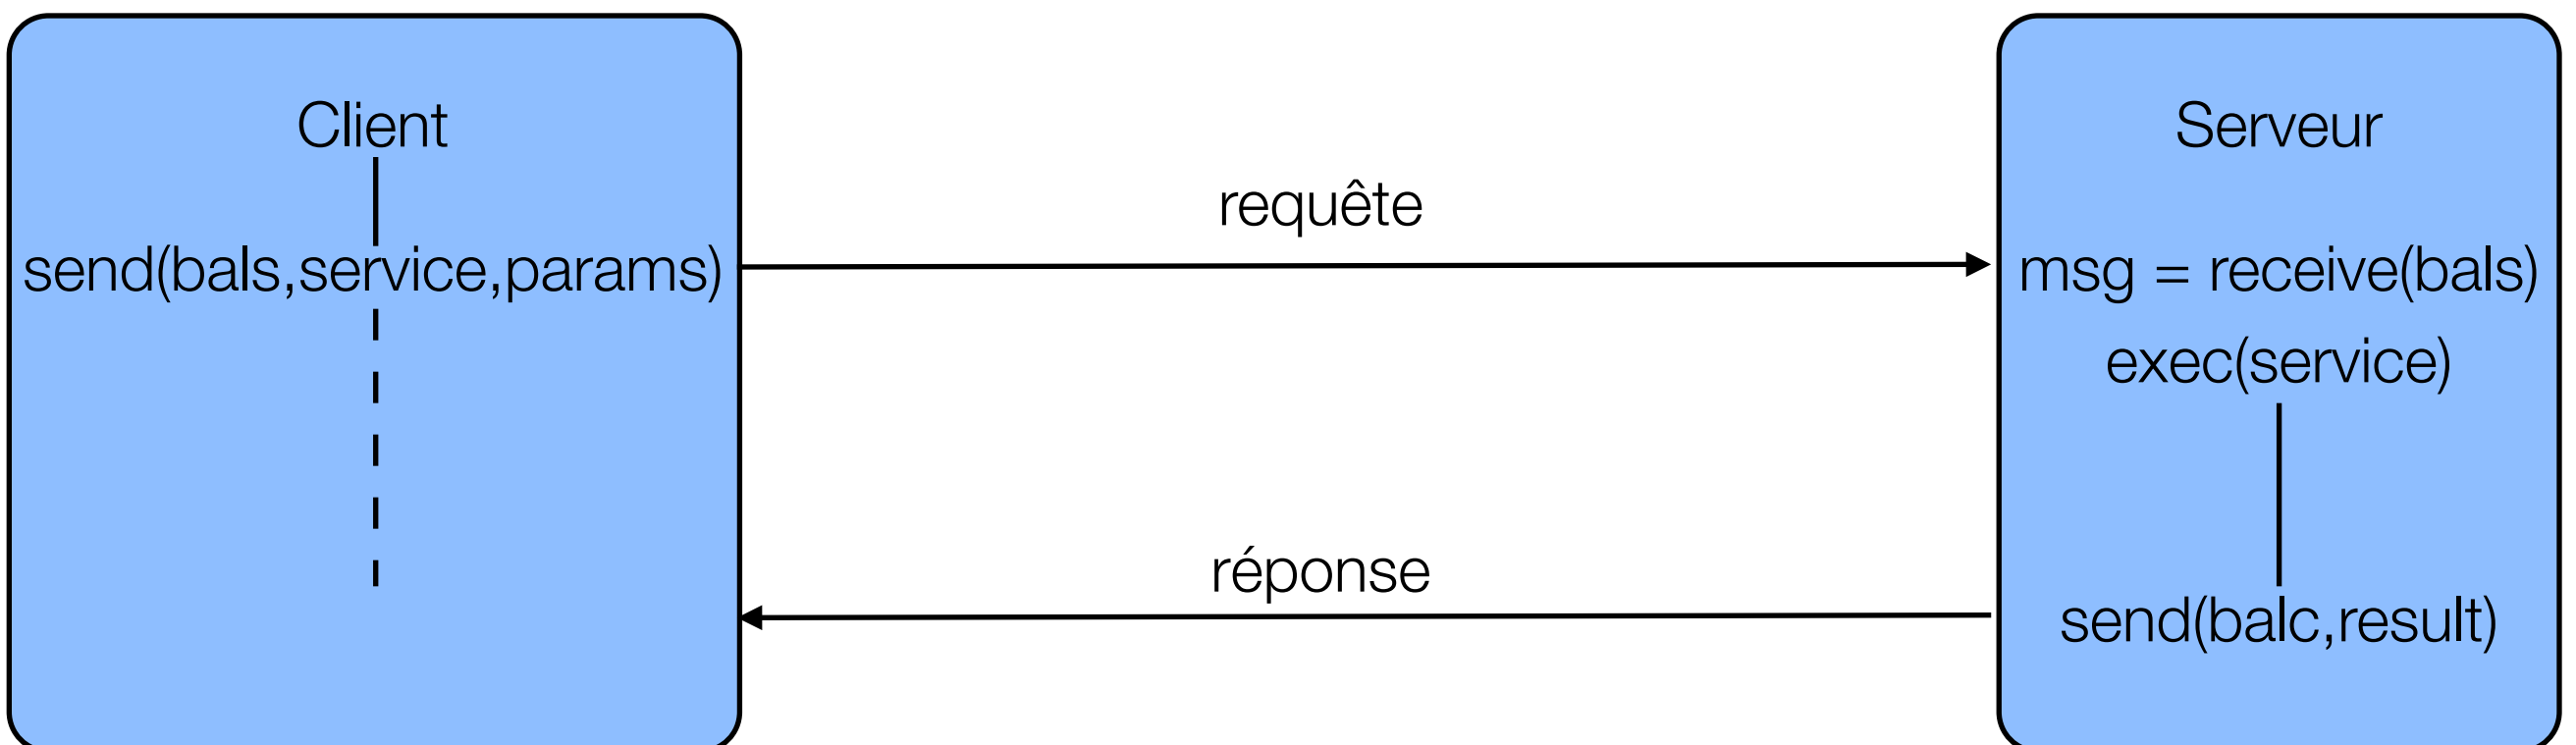 Client
send(bals,service,params)
requête
réponse
Serveur
msg = receive(bals)
exec(service)
send(balc,result)